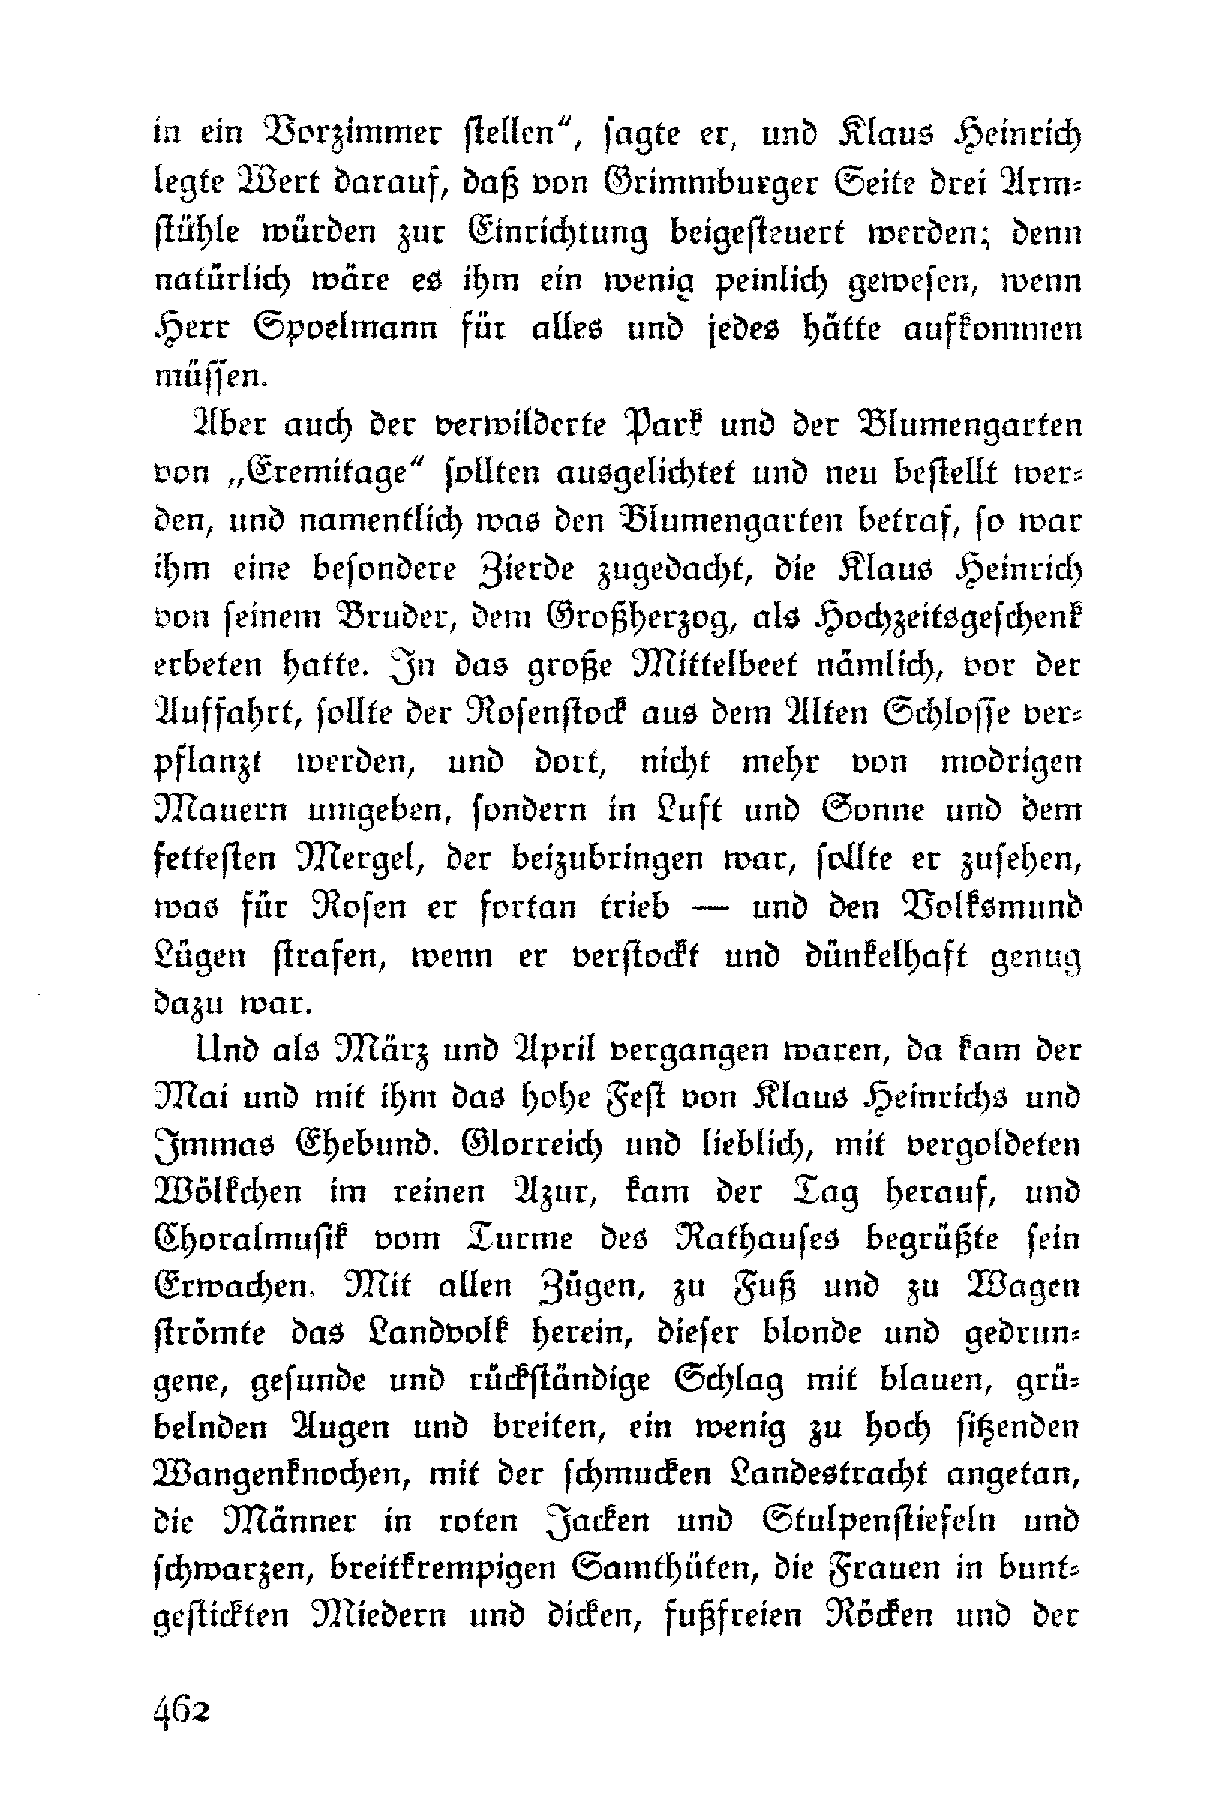 in ein Vorzimmer stellen“, sagte er, und Klaus Heinrich
legte Wert darauf, daß von Grimmburger Seite drei Arm-
stühle würden zur Einrichtung beigesteuert werden; denn
natürlich wäre es ihm ein wenig peinlich gewesen, wenn
Herr Spoelmann für alles und jedes hätte aufkommen
müssen.
Aber auch der verwilderte Park und der Blumengarten
von „Eremitage“ sollten ausgelichtet und neu bestellt wer-
den, und namentlich was den Blumengarten betraf, so war
ihm eine besondere Zierde zugedacht, die Klaus Heinrich
von seinem Bruder, dem Großherzog, als Hochzeitsgeschenk
erbeten hatte. In das große Mittelbeet nämlich, vor der
Auffahrt, sollte der Rosenstock aus dem Alten Schlosse ver-
pflanzt werden, und dort, nicht mehr von modrigen
Mauern umgeben, sondern in Luft und Sonne und dem
fettesten Mergel, der beizubringen war, sollte er zusehen,
was für Rosen er fortan trieb — und den Volksmund
Lügen strafen, wenn er verstockt und dünkelhaft genug
dazu war.
Und als März und April vergangen waren, da kam der
Mai und mit ihm das hohe Fest von Klaus Heinrichs und
Immas Ehebund. Glorreich und lieblich, mit vergoldeten
Wölkchen im reinen Azur, kam der Tag herauf, und
Choralmusik vom Turme des Rathauses begrüßte sein
Erwachen. Mit allen Zügen, zu Fuß und zu Wagen
strömte das Landvolk herein, dieser blonde und gedrun-
gene, gesunde und rückständige Schlag mit blauen, grü-
belnden Augen und breiten, ein wenig zu hoch sitzenden
Wangenknochen, mit der schmucken Landestracht angetan,
die Männer in roten Jacken und Stulpenstiefeln und
schwarzen, breitkrempigen Samthüten, die Frauen in bunt-
gestickten Miedern und dicken, fußfreien Röcken und der
462